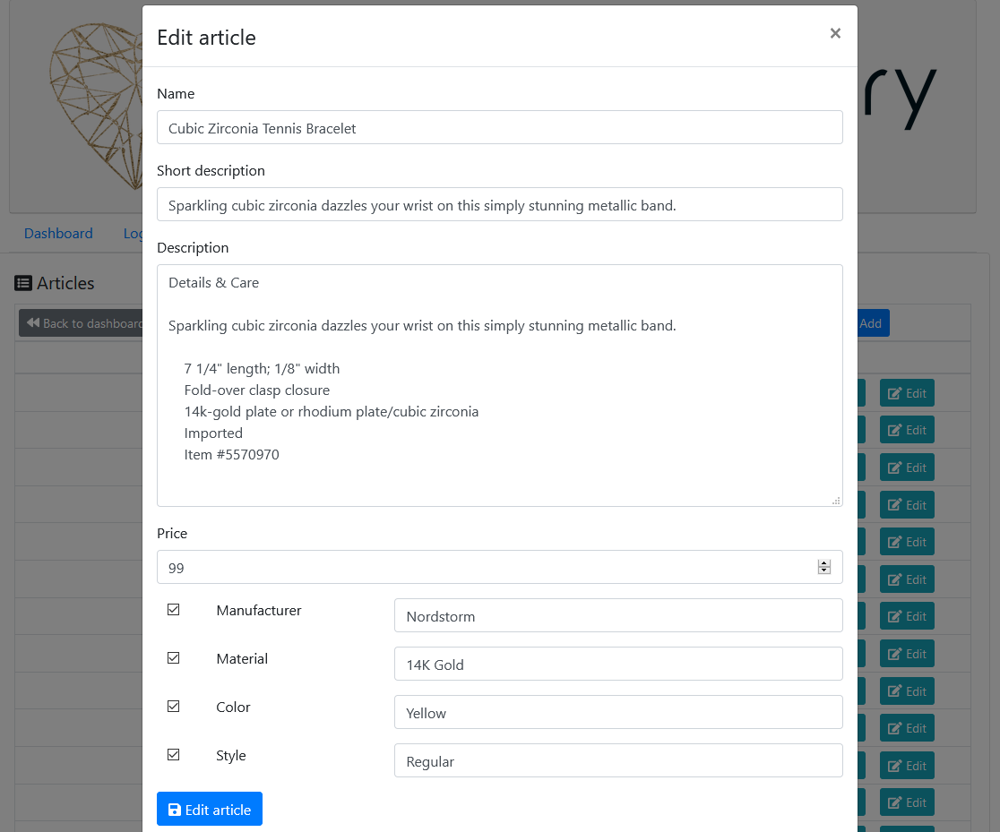 Edit article ×
ry
Name
Cubic Zirconia Tennis Bracelet
Short description
Sparkling cubic zirconia dazzles your wrist on this simply stunning metallic band.
Dashboard Log
Description
Articles
Details & Care
Back to dashboard
Add
Sparkling cubic zirconia dazzles your wrist on this simply stunning metallic band.
7 1/4" length; 1/8" width
Fold-over clasp closure
14k-gold plate or rhodium plate/cubic zirconia
Imported
Item #5570970
Edit
Edit
Edit
Edit
Edit
Edit
Edit
Edit
Edit
Edit
Edit
Edit
Price
99
Manufacturer Nordstorm
Material 14K Gold
Color Yellow
Style Regular
Edit article